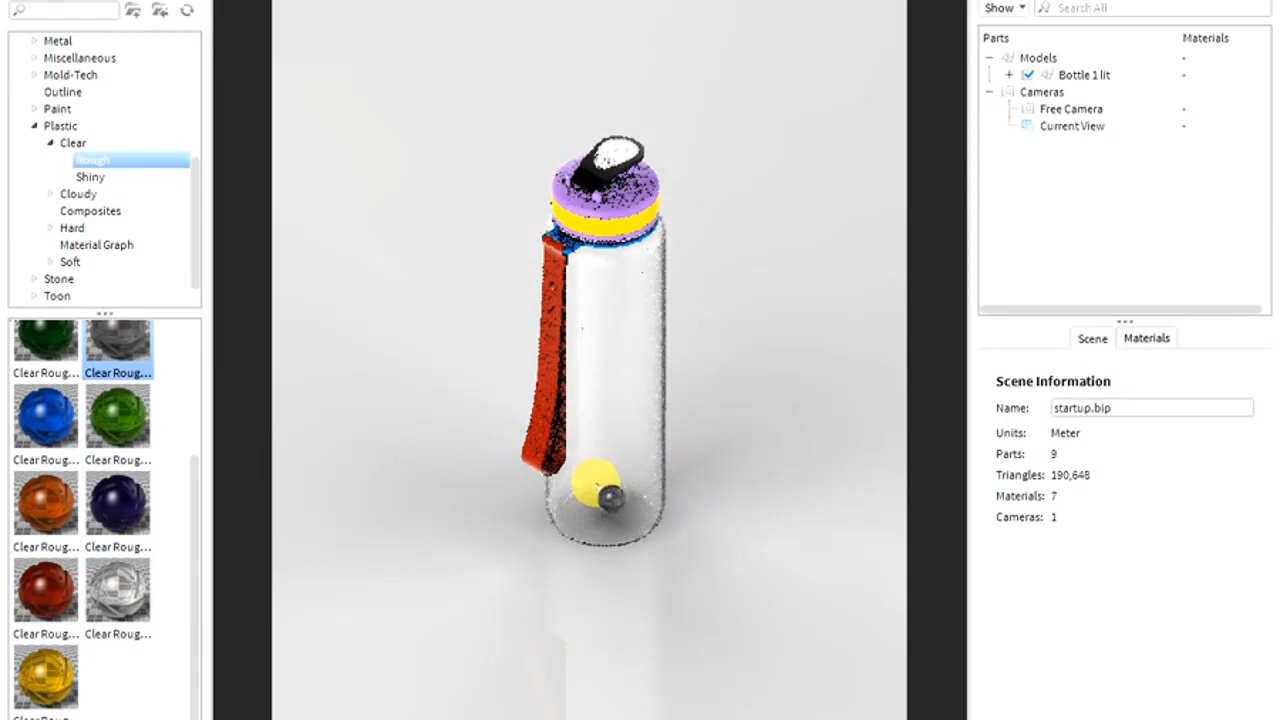 Metal
Miscellaneous
Mold-Tech
Outline
Paint
Plastic
Clear
Rough
Shiny
Cloudy
Composites
Hard
Material Graph
Soft
Stone
Toon
Clear Roug... Clear Roug...
Clear Roug... Clear Roug...
Clear Roug... Clear Roug...
Clear Roug... Clear Roug...
Clear Roug...
Show Search All
Parts Materials
Models -
Bottle 1 lit -
Cameras
Free Camera -
Current View -
Scene Materials
Scene Information
Name: startup.bip
Units: Meter
Parts: 9
Triangles: 190,648
Materials: 7
Cameras: 1